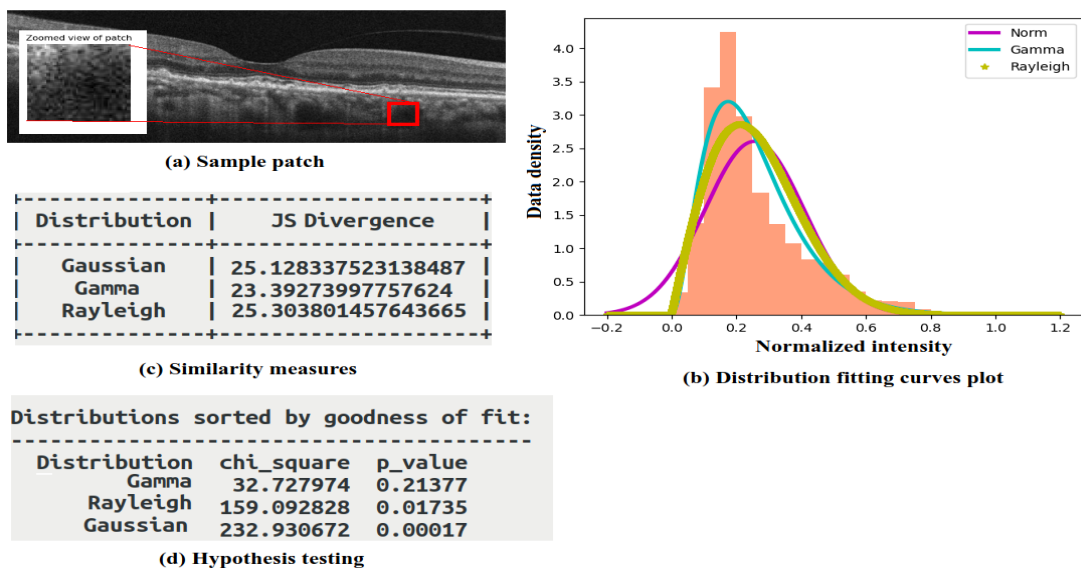 Zoomed view of patch
(a) Sample patch
+---------------+----------------------+
| Distribution | JS Divergence |
+---------------+----------------------+
| Gaussian | 25.128337523138487 |
| Gamma | 23.39273997757624 |
| Rayleigh | 25.303801457643665 |
+---------------+----------------------+
(c) Similarity measures
Distributions sorted by goodness of fit:
----------------------------------------
Distribution chi_square p_value
Gamma 32.727974 0.21377
Rayleigh 159.092828 0.01735
Gaussian 232.930672 0.00017
(d) Hypothesis testing
Norm
Gamma
Rayleigh
Data density
4.0
3.5
3.0
2.5
2.0
1.5
1.0
0.5
0.0
−0.2 0.0 0.2 0.4 0.6 0.8 1.0 1.2
Normalized intensity
(b) Distribution fitting curves plot